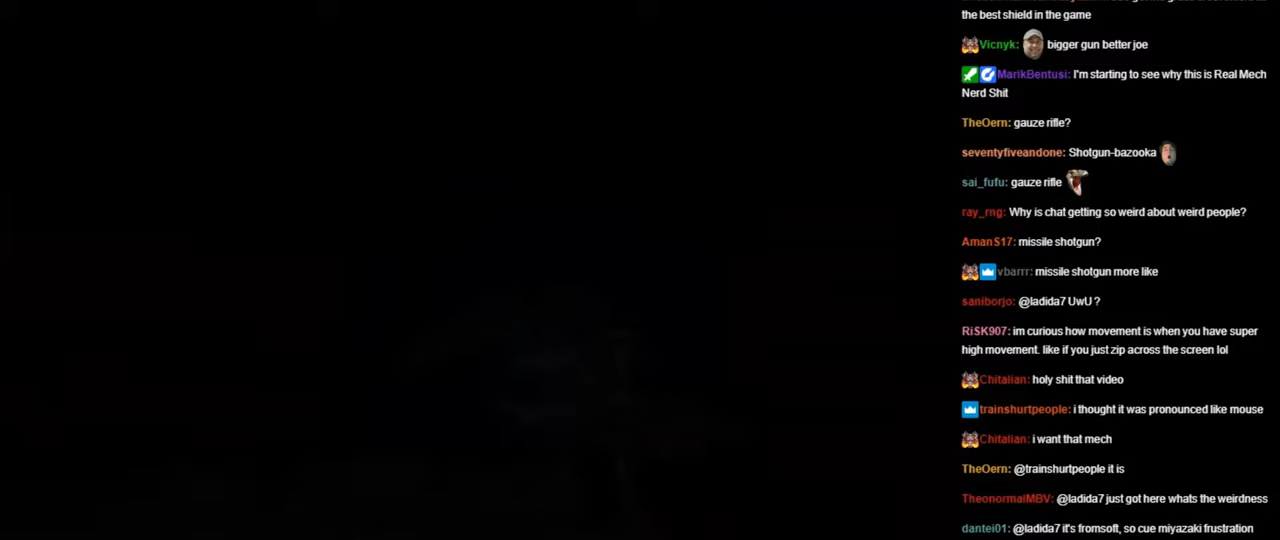 the best shield in the game
Vicnyk: bigger gun better joe
MarikBentusi: I'm starting to see why this is Real Mech
Nerd Shit
TheOern: gauze rifle?
seventyfiveandone: Shotgun-bazooka
sai_fufu: gauze rifle
ray_rng: Why is chat getting so weird about weird people?
AmanS17: missile shotgun?
vbarrr: missile shotgun more like
saniborjo: @ladida7 UwU ?
RiSK907: im curious how movement is when you have super
high movement. like if you just zip across the screen lol
Chitalian: holy shit that video
trainshurtpeople: i thought it was pronounced like mouse
Chitalian: i want that mech
TheOern: @trainshurtpeople it is
TheonormalMBV: @ladida7 just got here whats the weirdness
dantei01: @ladida7 it's fromsoft, so cue miyazaki frustration